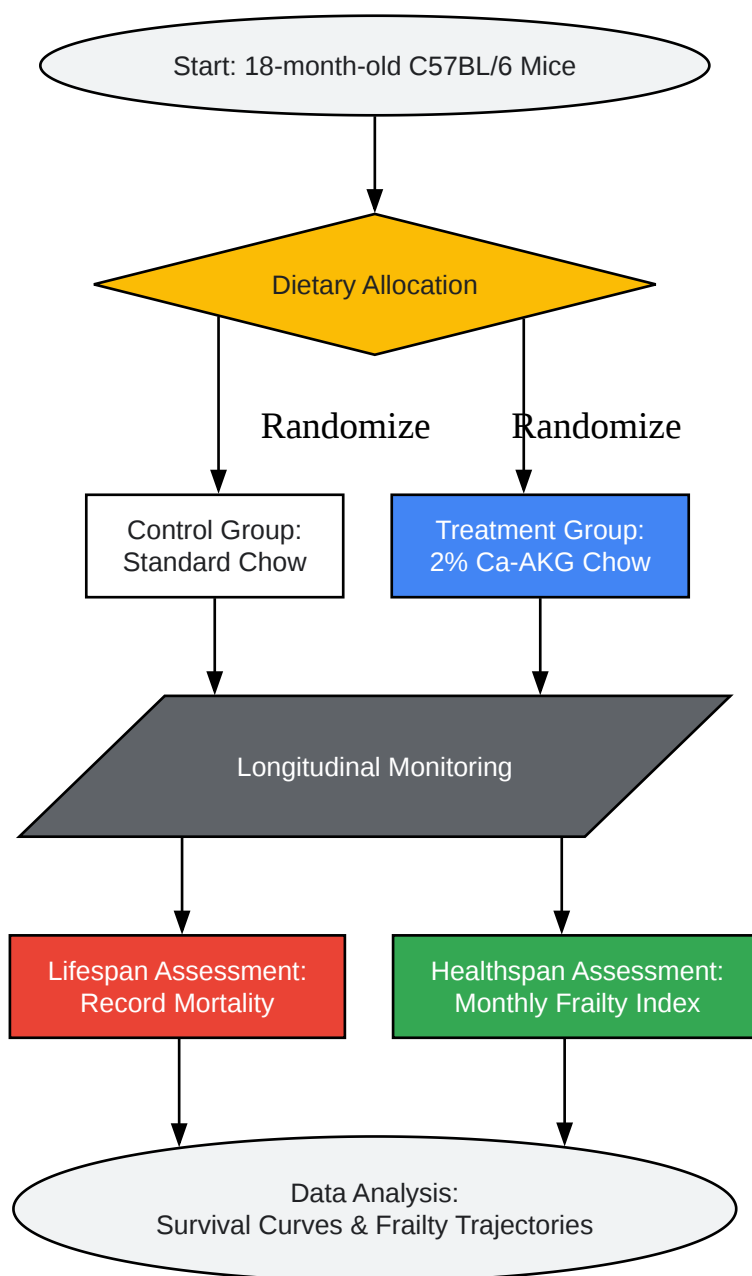 Start: 18-month-old C57BL/6 Mice
Dietary Allocation
Randomize
Randomize
Control Group:
Standard Chow
Treatment Group:
2% Ca-AKG Chow
Longitudinal Monitoring
Lifespan Assessment:
Record Mortality
Healthspan Assessment:
Monthly Frailty Index
Data Analysis:
Survival Curves & Frailty Trajectories